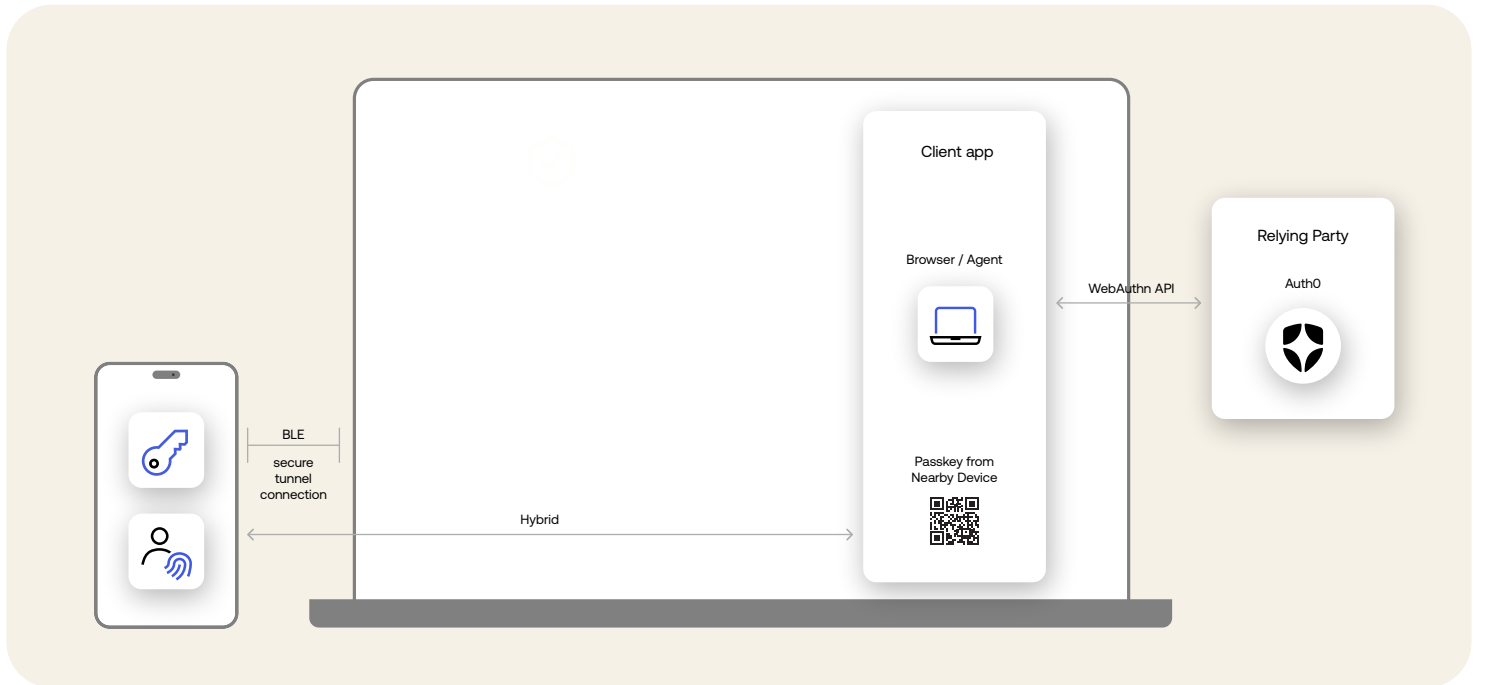 Client app
Browser / Agent
WebAuthn API
Relying Party
Auth0
BLE
secure
tunnel
connection
Hybrid
Passkey from
Nearby Device